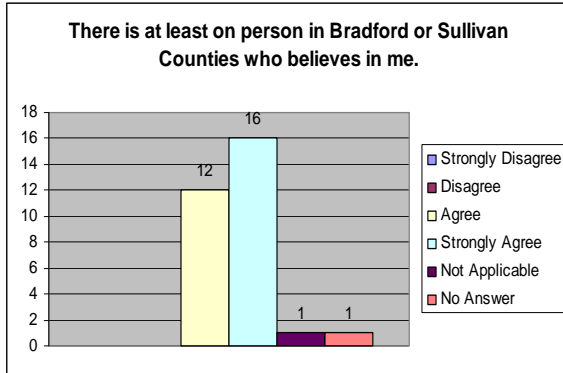 There is at least on person in Bradford or Sullivan
Counties who believes in me.
18
16
14
12
10
8
6
4
2
0
12
16
1
1
Strongly Disagree
Disagree
Agree
Strongly Agree
Not Applicable
No Answer